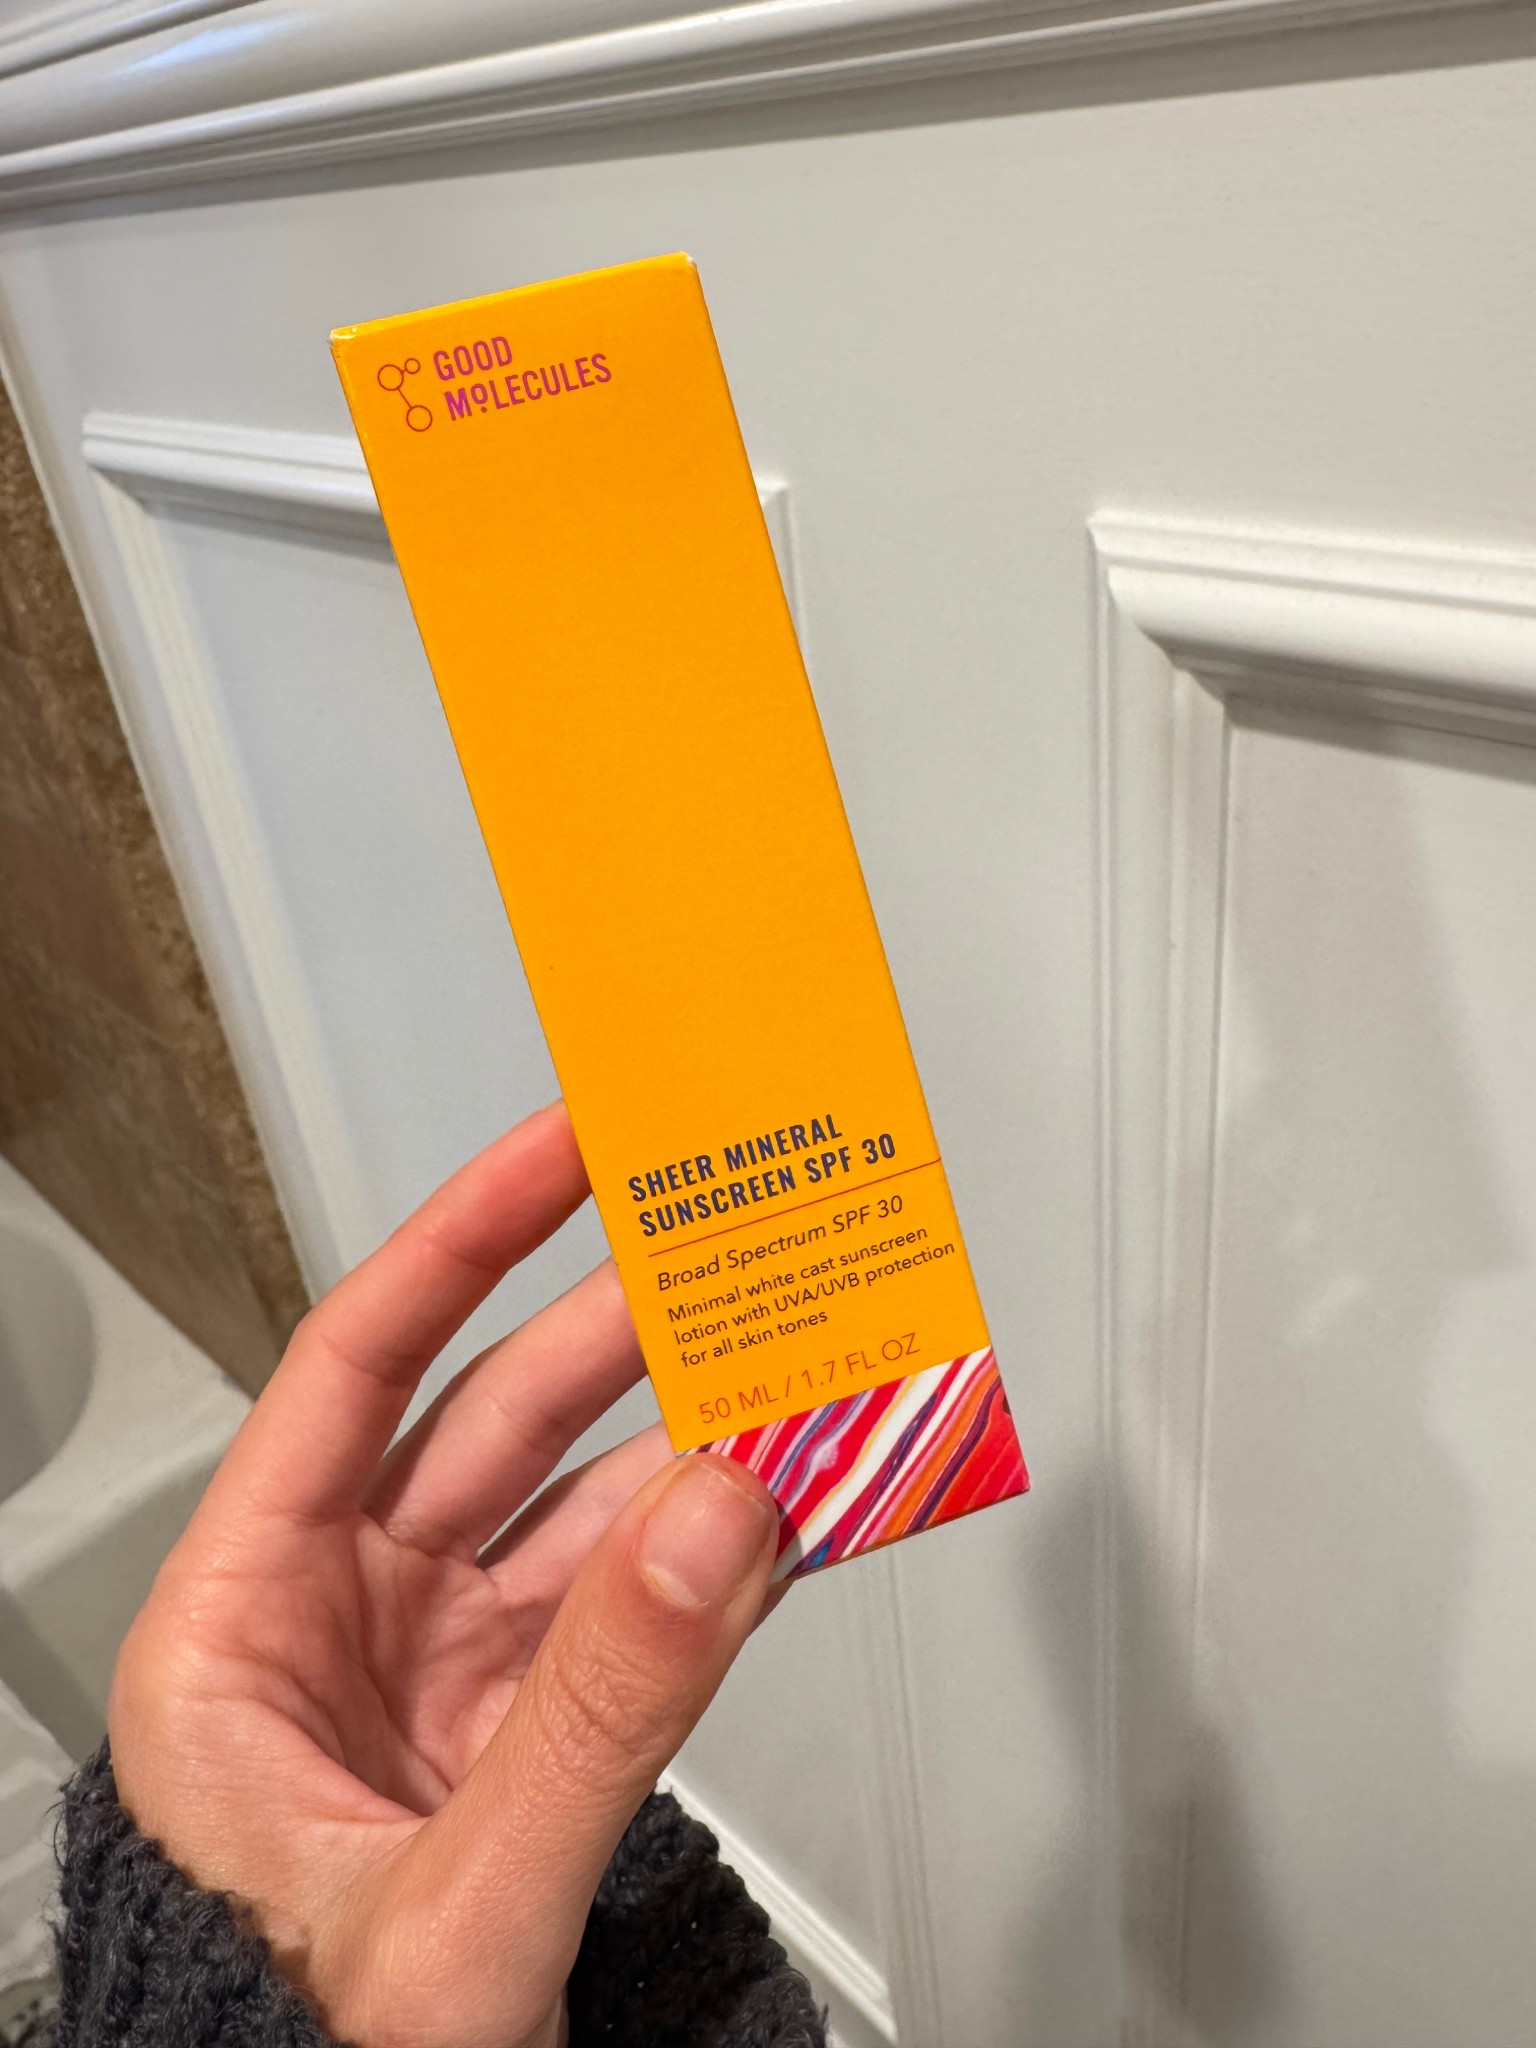 GOOD
MOLECULES
SHEER MINERAL
SUNSCREEN SPF 30
Broad Spectrum SPF 30
Minimal white cast sunscreen
lotion with UVA/UVB protection
for all skin tones
50 ML / 1.7 FL OZ